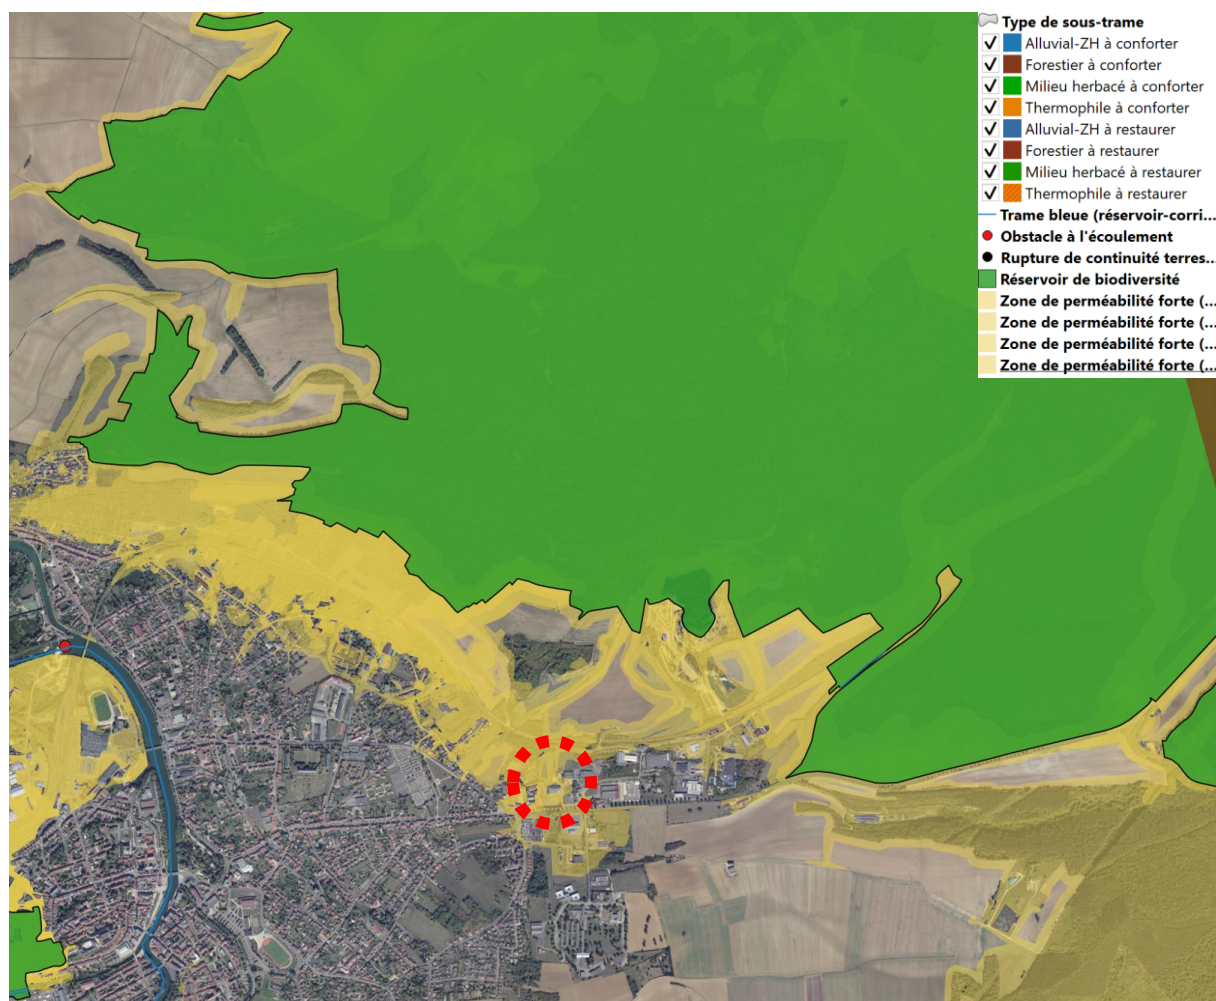 Type de sous-trame
Alluvial-ZH à conforter
Forestier à conforter
Milieu herbacé à conforter
Thermophile à conforter
Alluvial-ZH à restaurer
Forestier à restaurer
Milieu herbacé à restaurer
Thermophile à restaurer
Trame bleue (réservoir-corri...
Obstacle à l'écoulement
Rupture de continuité terres...
Réservoir de biodiversité
Zone de perméabilité forte (...
Zone de perméabilité forte (...
Zone de perméabilité forte (...
Zone de perméabilité forte (...